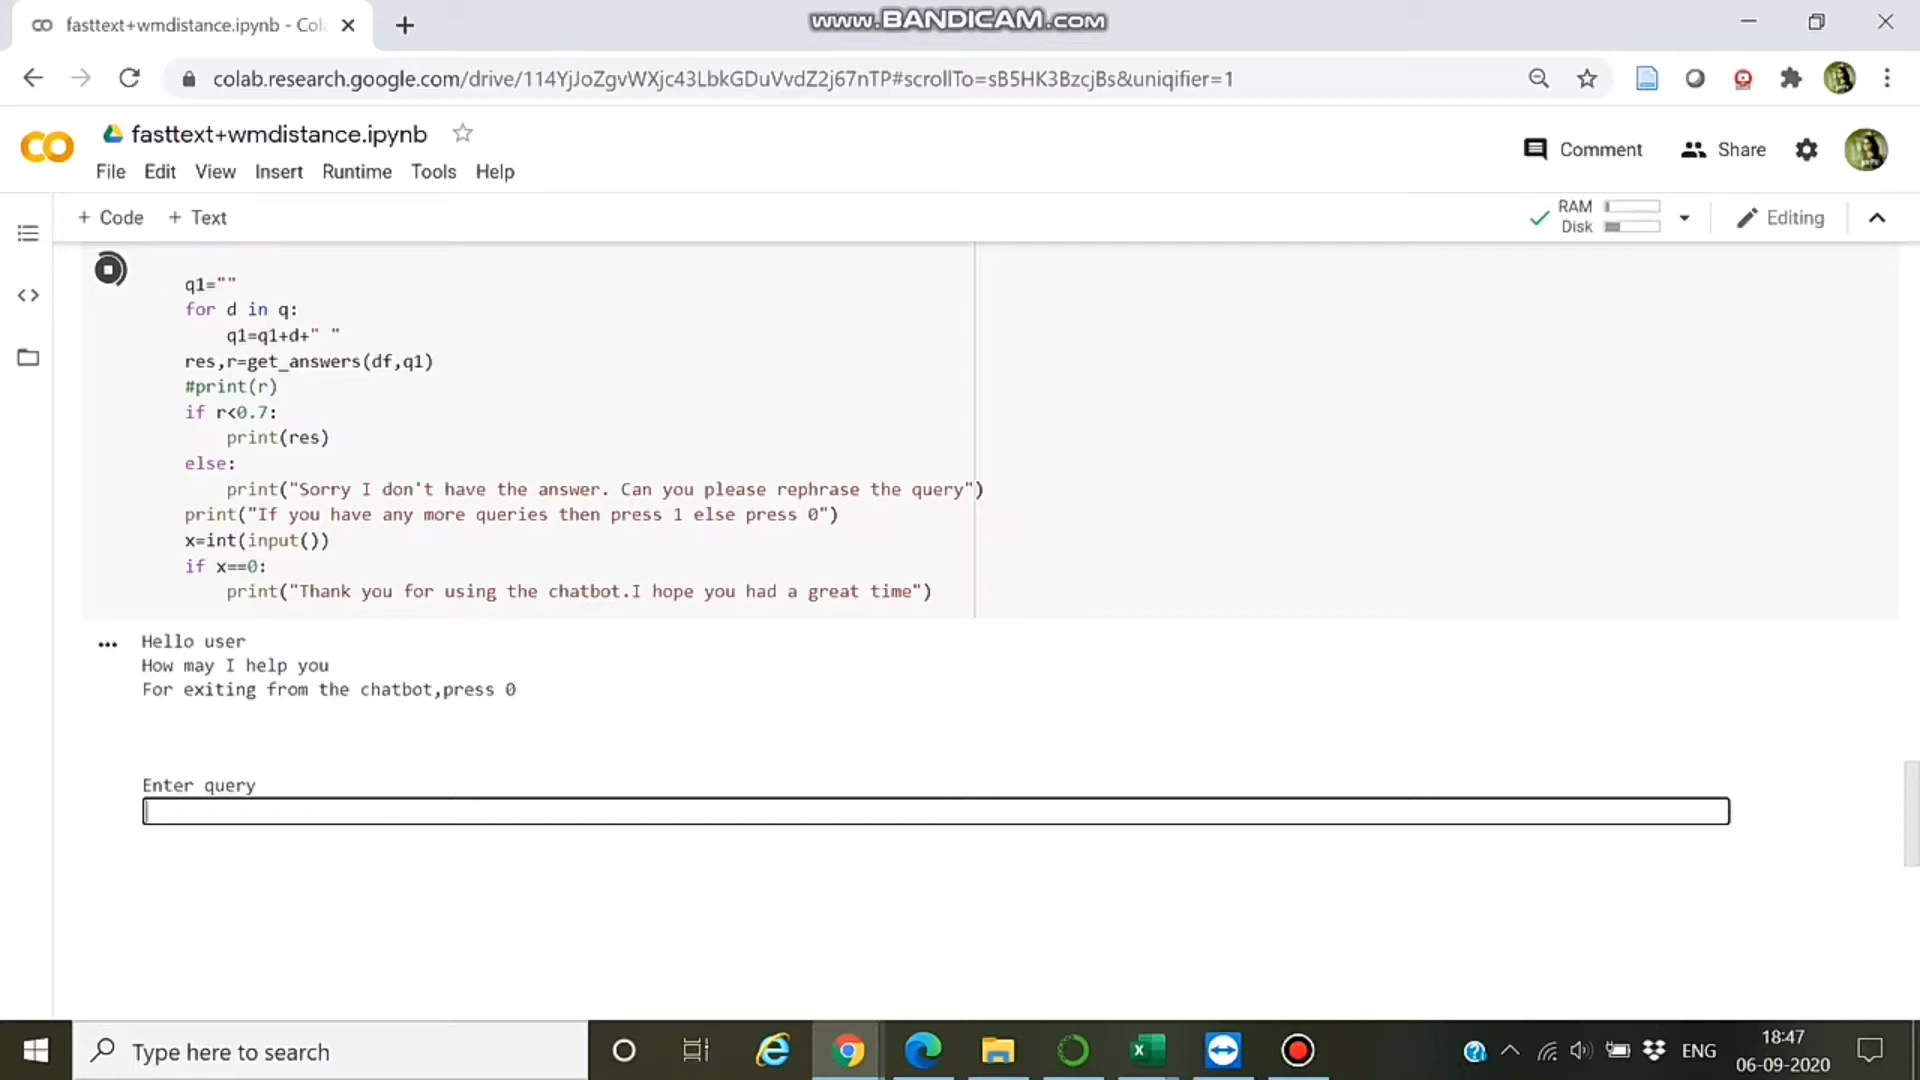 fasttext+wmdistance.ipynb - Col
www.BANDICAM.com
colab.research.google.com/drive/114YjJoZgvWXjc43LbkGDuVvdZ2j67nTP#scrollTo=sB5HK3BzcjBs&uniqifier=1
fasttext+wmdistance.ipynb
Comment
Share
File Edit View Insert Runtime Tools Help
+ Code + Text
RAM
Disk
Editing
q1=""
for d in q:
q1=q1+d+" "
res,r=get_answers(df,q1)
#print(r)
if r<0.7:
print(res)
else:
print("Sorry I don't have the answer. Can you please rephrase the query")
print("If you have any more queries then press 1 else press 0")
x=int(input())
if x==0:
print("Thank you for using the chatbot.I hope you had a great time")
Hello user
How may I help you
For exiting from the chatbot,press 0
Enter query
Type here to search
ENG
18:47
06-09-2020